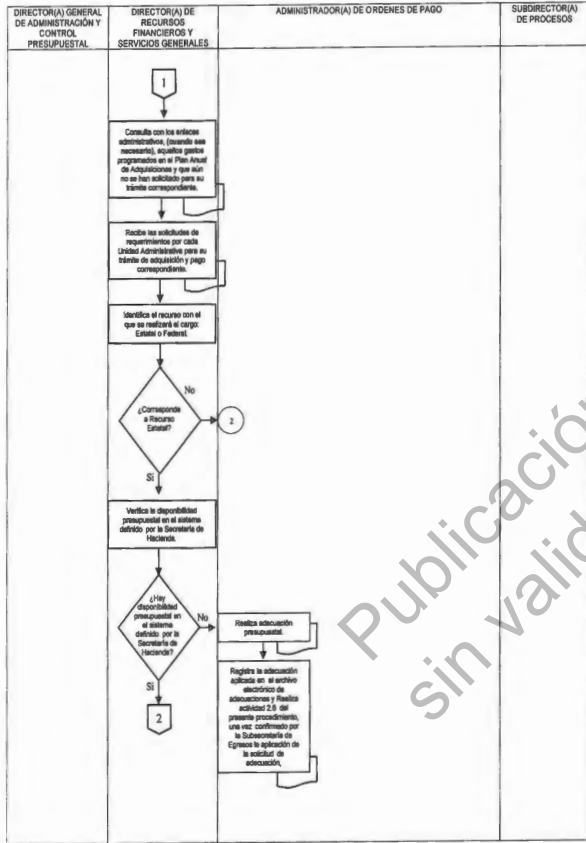 DIRECTOR(A) GENERAL
DE ADMINISTRACIÓN Y
CONTROL
PRESUPUESTAL
DIRECTOR(A) DE
RECURSOS
FINANCIEROS Y
SERVICIOS GENERALES
ADMINISTRADOR(A) DE ORDENES DE PAGO
SUBDIRECTOR(A)
DE PROCESOS
1
Consulta con los enlaces
administrativos, (cuando sea
necesario), aquellos gastos
programados en el Plan Anual
de Adquisiciones y que aún
no se han solicitado para su
trámite correspondiente.
Recibe las solicitudes de
requerimientos por cada
Unidad Administrativa para su
trámite de adquisición y pago
correspondiente.
Identifica el recurso con el
que se realizará el cargo:
Estatal o Federal.
¿Corresponde
a Recurso
Estatal?
No
2
Si
Verifica la disponibilidad
presupuestal en el sistema
definido por la Secretaría de
Hacienda.
¿Hay
disponibilidad
presupuestal en
el sistema
definido por la
Secretaría de
Hacienda?
No
Realiza adecuación
presupuestal.
Registra la adecuación
aplicada en el archivo
electrónico de
adecuaciones y Realiza
actividad 2.6 del
presente procedimiento,
una vez confirmado por
la Subsecretaría de
Egresos la aplicación de
la solicitud de
adecuación,
Si
2
Publicación
sin valid